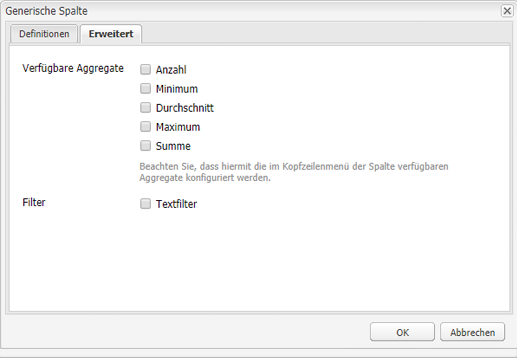 Generische Spalte
Definitionen
Erweitert
Verfügbare Aggregate
Anzahl
Minimum
Durchschnitt
Maximum
Summe
Beachten Sie, dass hiermit die im Kopfzeilenmenü der Spalte verfügbaren
Aggregate konfiguriert werden.
Filter
Textfilter
OK
Abbrechen